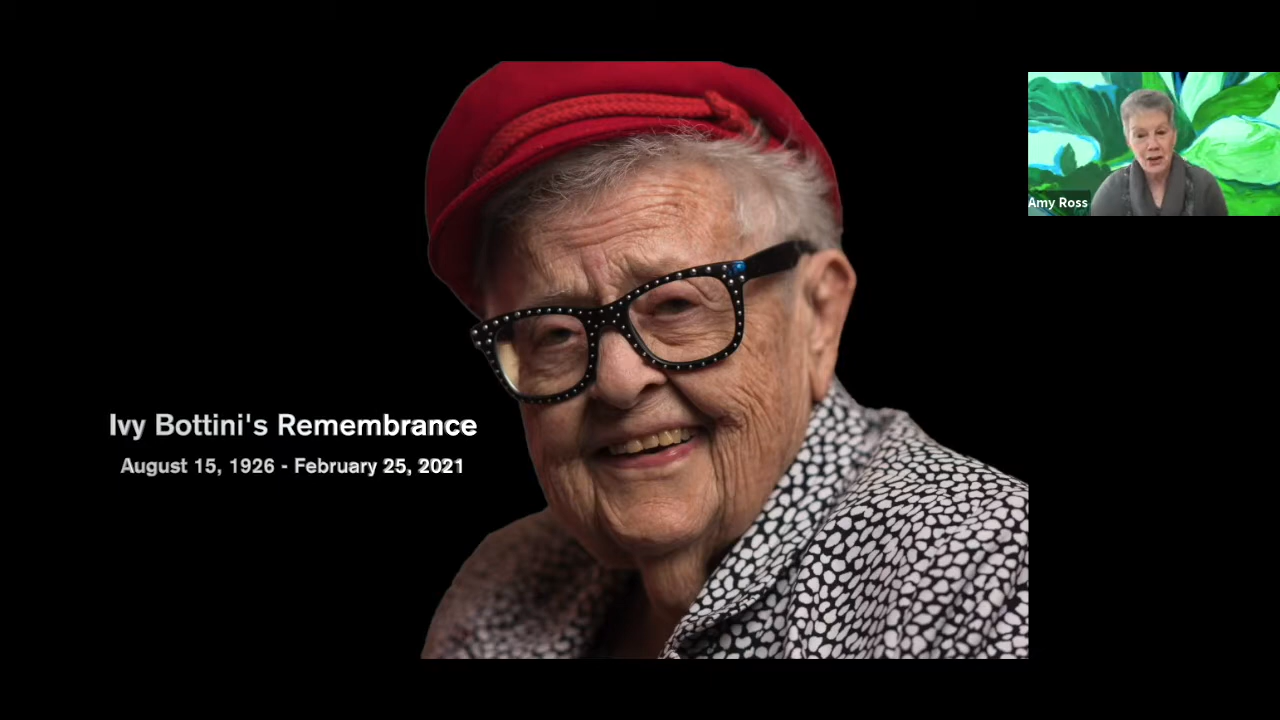 Ivy Bottini's Remembrance
August 15, 1926 - February 25, 2021
Amy Ross